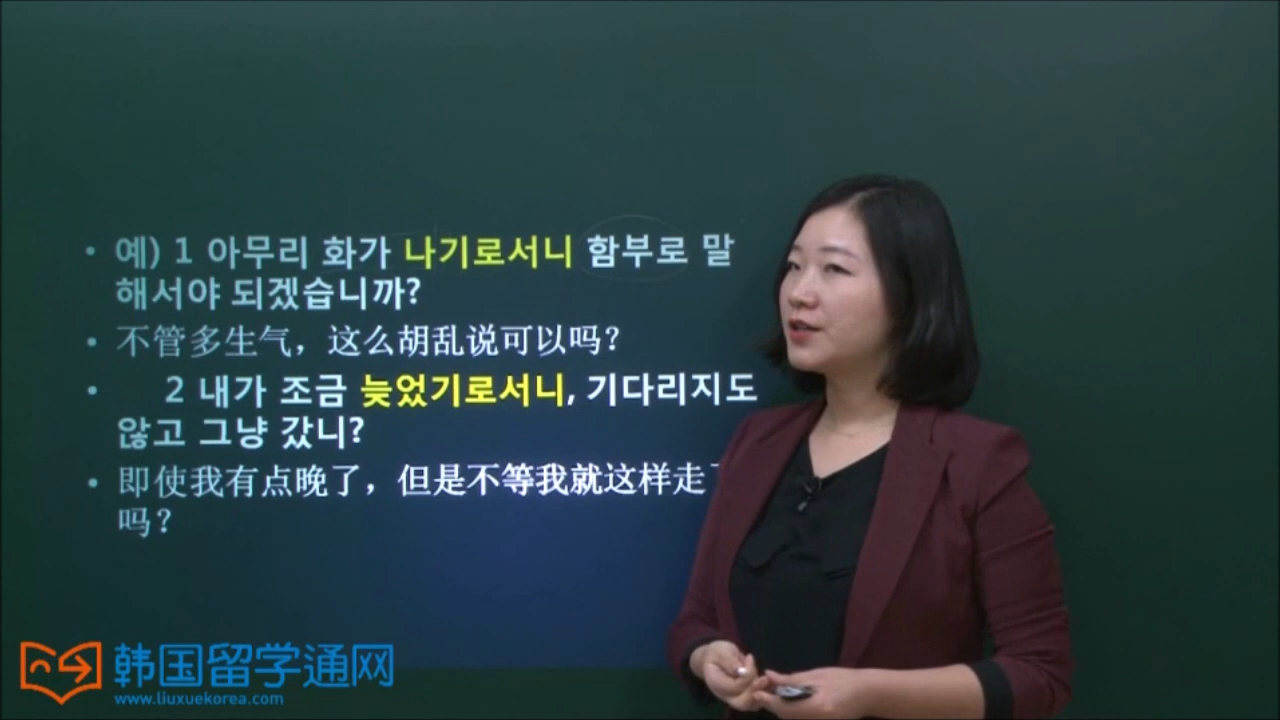 • 예) 1 아무리 화가 나기로서니 함부로 말
해서야 되겠습니까?
• 不管多生气，这么胡乱说可以吗？
• 2 내가 조금 늦었기로서니, 기다리지도
않고 그냥 갔니?
• 即使我有点晚了，但是不等我就这样走
吗？
韩国留学通网
www.liuxuekorea.com